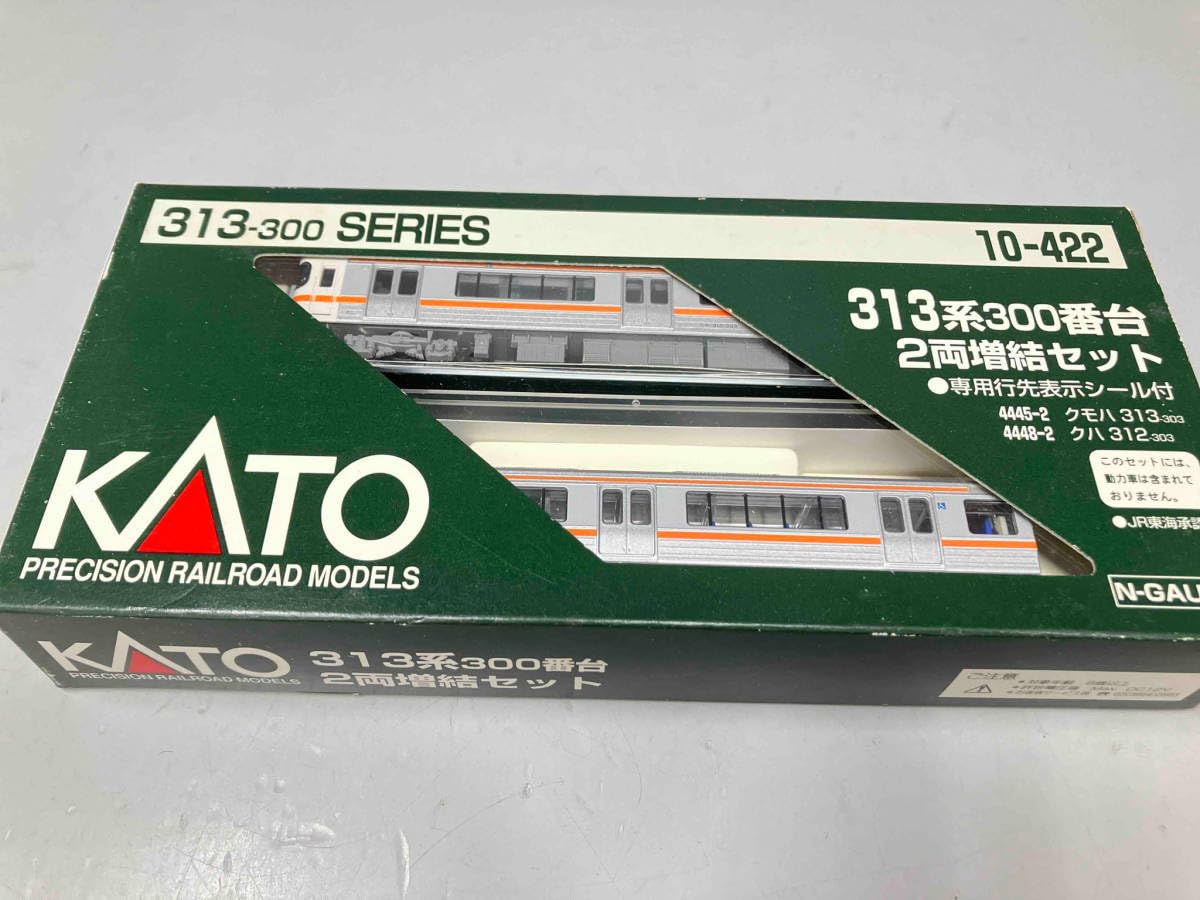 313-300 SERIES
10-422
313系300番台
2両増結セット
●専用行先表示シール付
4445-2 クモハ 313-303
4448-2 クハ 312-303
このセットには、
動力車は含まれて
おりません。
●JR東海承認
N-GAU
KATO
PRECISION RAILROAD MODELS
KATO
PRECISION RAILROAD MODELS
313系300番台
2両増結セット
ご注意